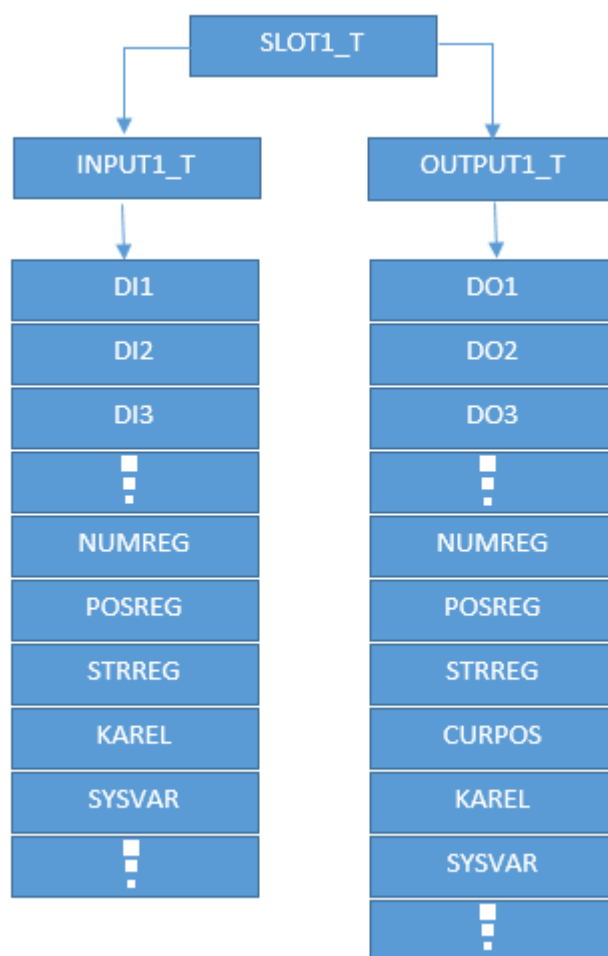 SLOT1_T
INPUT1_T
OUTPUT1_T
DI1
DI2
DI3
NUMREG
POSREG
STRREG
KAREL
SYSVAR
DO1
DO2
DO3
NUMREG
POSREG
STRREG
CURPOS
KAREL
SYSVAR